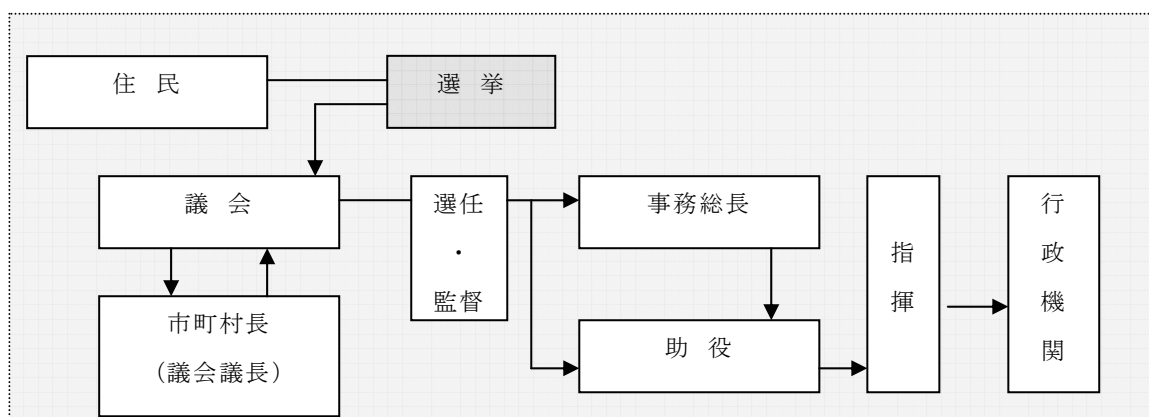 住 民
選 挙
議 会
選任
・
監督
事務総長
指揮
行政機関
市町村長
(議会議長)
助 役